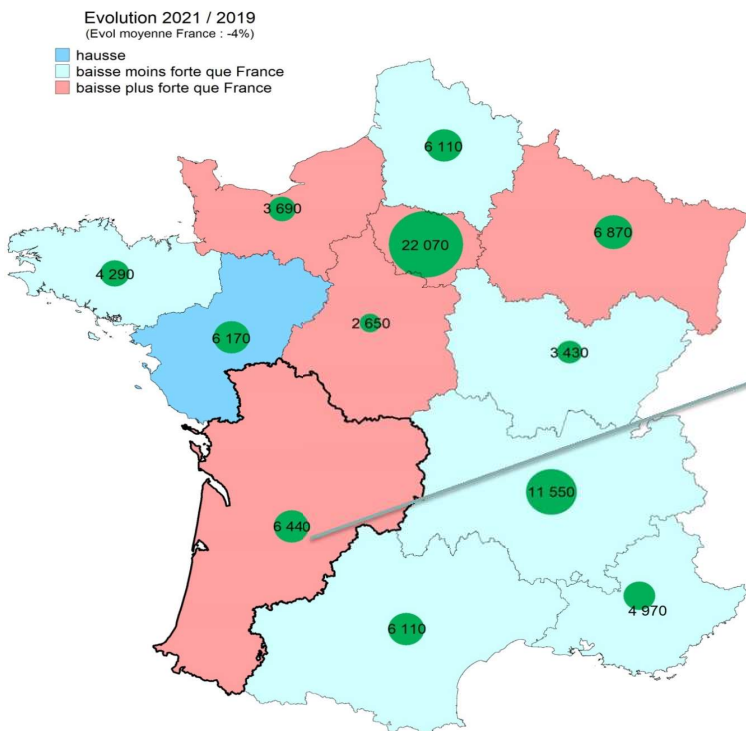 Evolution 2021 / 2019
(Evol moyenne France : -4%)
hausse
baisse moins forte que France
baisse plus forte que France
6 110
3 690
6 870
22 070
4 290
2 650
6 170
3 430
11 550
6 440
4 970
6 110